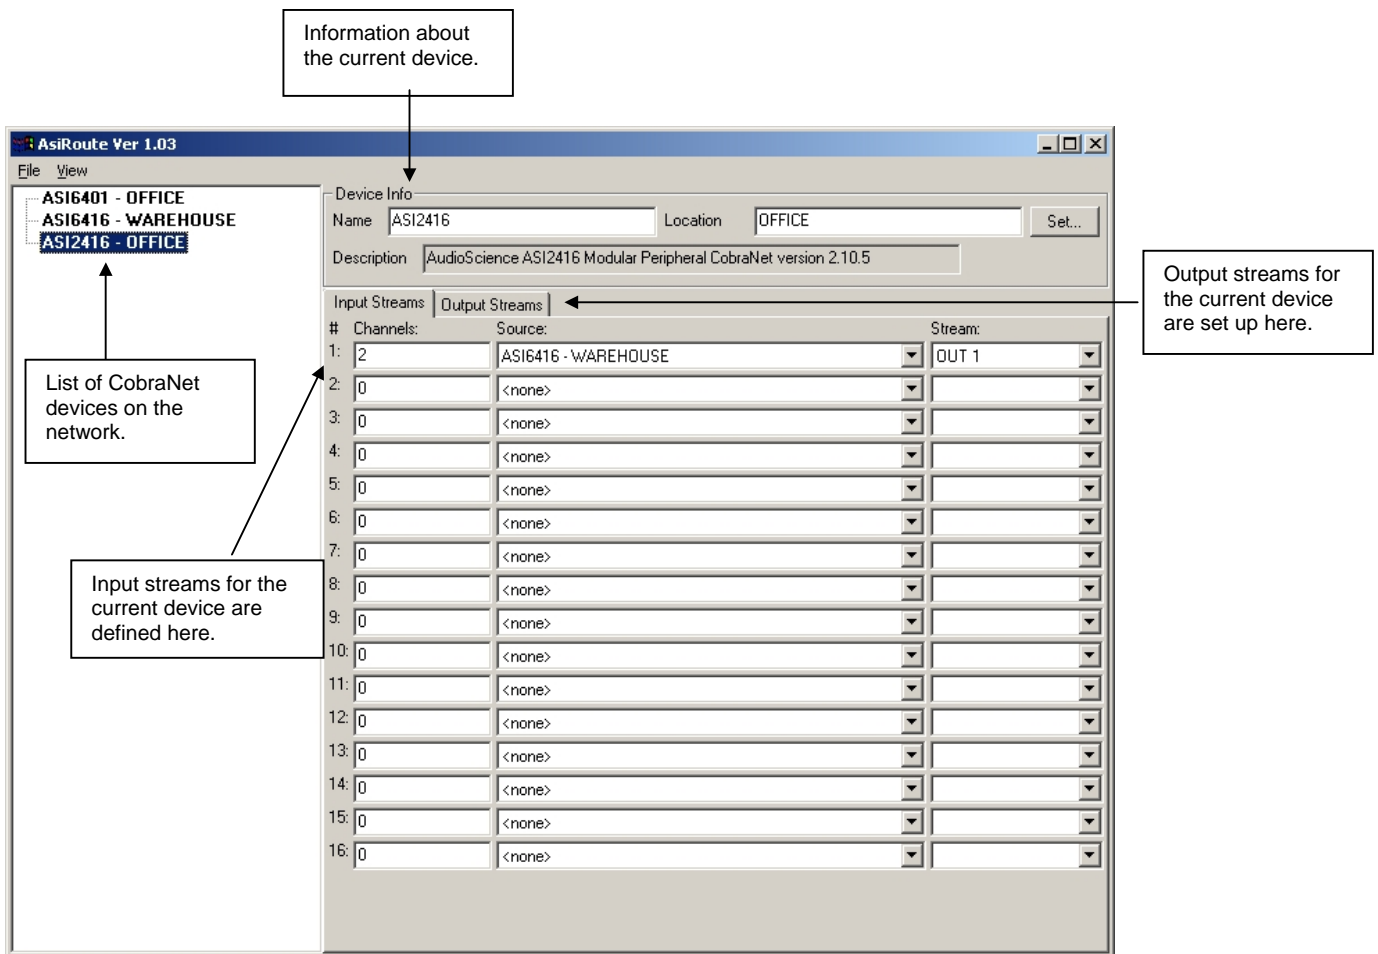 Information about
the current device.
AsiRoute Ver 1.03
File View
ASI6401 - OFFICE
ASI6416 - WAREHOUSE
ASI2416 - OFFICE
Device Info
Name ASI2416 Location OFFICE Set...
Description AudioScience ASI2416 Modular Peripheral CobraNet version 2.10.5
Output streams for
the current device
are set up here.
Input Streams Output Streams
# Channels: Source: Stream:
1: 2 ASI6416 - WAREHOUSE OUT 1
2: 0 <none>
3: 0 <none>
4: 0 <none>
5: 0 <none>
6: 0 <none>
7: 0 <none>
8: 0 <none>
9: 0 <none>
10: 0 <none>
11: 0 <none>
12: 0 <none>
13: 0 <none>
14: 0 <none>
15: 0 <none>
16: 0 <none>
List of CobraNet
devices on the
network.
Input streams for the
current device are
defined here.